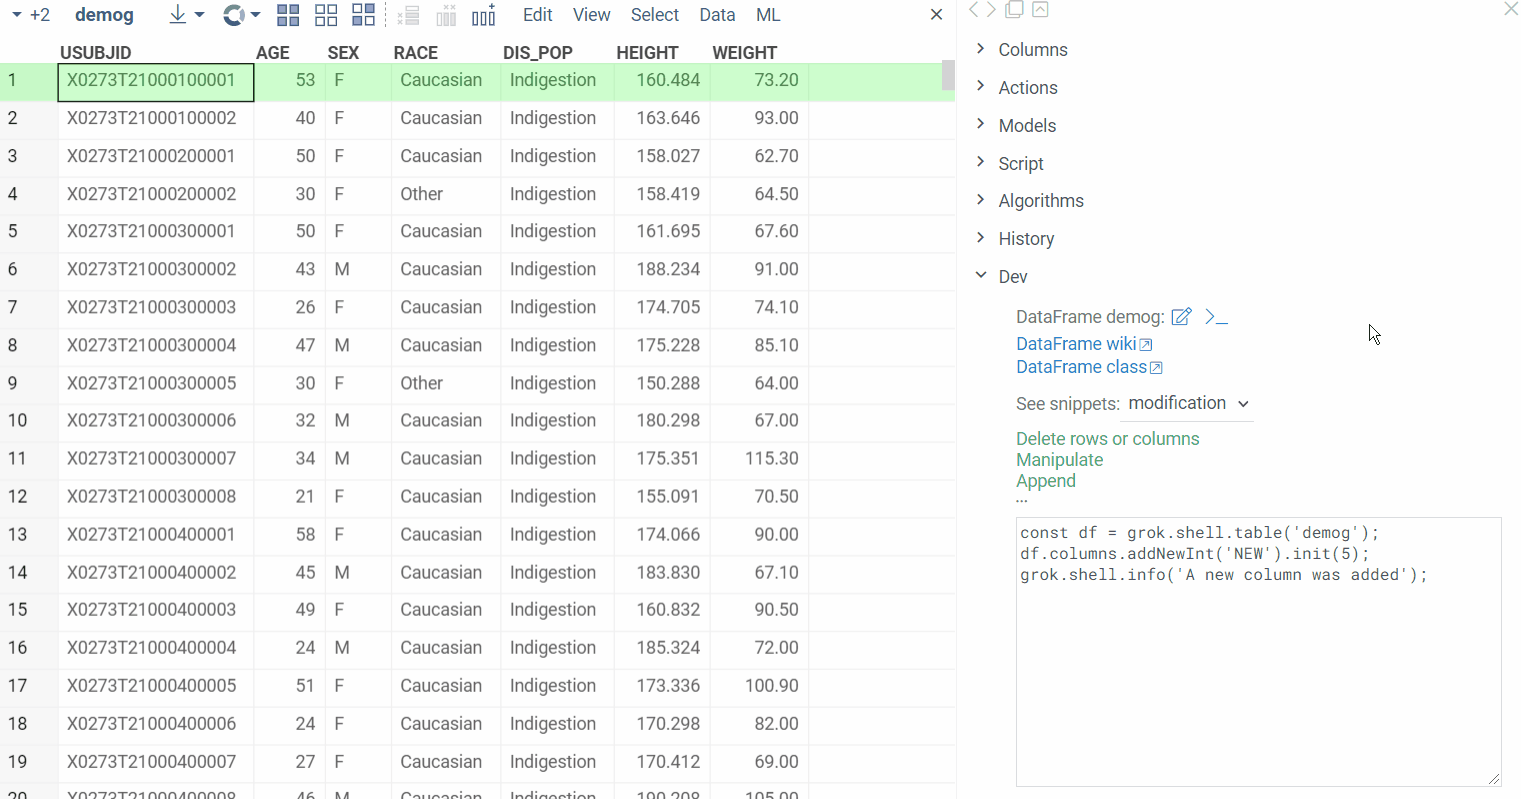 +2 demog Edit View Select Data ML
USUBJID AGE SEX RACE DIS_POP HEIGHT WEIGHT
1 X0273T21000100001 53 F Caucasian Indigestion 160.484 73.20
2 X0273T21000100002 40 F Caucasian Indigestion 163.646 93.00
3 X0273T21000200001 50 F Caucasian Indigestion 158.027 62.70
4 X0273T21000200002 30 F Other Indigestion 158.419 64.50
5 X0273T21000300001 50 F Caucasian Indigestion 161.695 67.60
6 X0273T21000300002 43 M Caucasian Indigestion 188.234 91.00
7 X0273T21000300003 26 F Caucasian Indigestion 174.705 74.10
8 X0273T21000300004 47 M Caucasian Indigestion 175.228 85.10
9 X0273T21000300005 30 F Other Indigestion 150.288 64.00
10 X0273T21000300006 32 M Caucasian Indigestion 180.298 67.00
11 X0273T21000300007 34 M Caucasian Indigestion 175.351 115.30
12 X0273T21000300008 21 F Caucasian Indigestion 155.091 70.50
13 X0273T21000400001 58 F Caucasian Indigestion 174.066 90.00
14 X0273T21000400002 45 M Caucasian Indigestion 183.830 67.10
15 X0273T21000400003 49 F Caucasian Indigestion 160.832 90.50
16 X0273T21000400004 24 M Caucasian Indigestion 185.324 72.00
17 X0273T21000400005 51 F Caucasian Indigestion 173.336 100.90
18 X0273T21000400006 24 F Caucasian Indigestion 170.298 82.00
19 X0273T21000400007 27 F Caucasian Indigestion 170.412 69.00
20 X0273T21000400008 46 M Caucasian Indigestion 190.208 105.00
Columns
Actions
Models
Script
Algorithms
History
Dev
DataFrame demog:
DataFrame wiki
DataFrame class
See snippets: modification
Delete rows or columns
Manipulate
Append
...
const df = grok.shell.table('demog');
df.columns.addNewInt('NEW').init(5);
grok.shell.info('A new column was added');